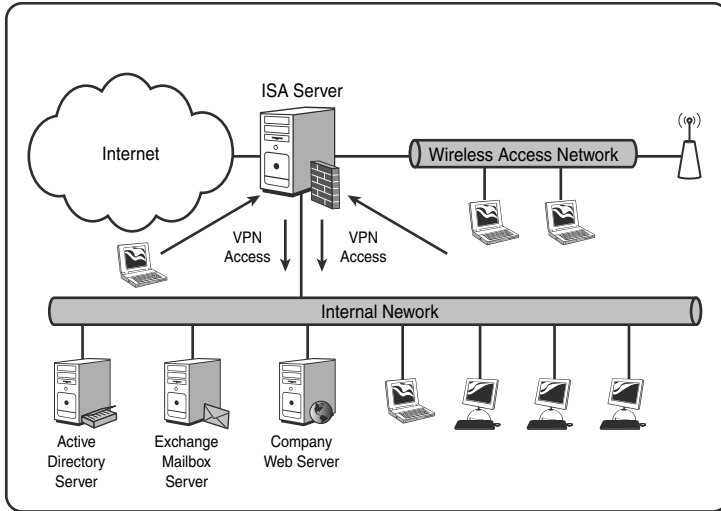 ISA Server
Internet
Wireless Access Network
VPN
Access
VPN
Access
Internal Nework
Active
Directory
Server
Exchange
Mailbox
Server
Company
Web Server